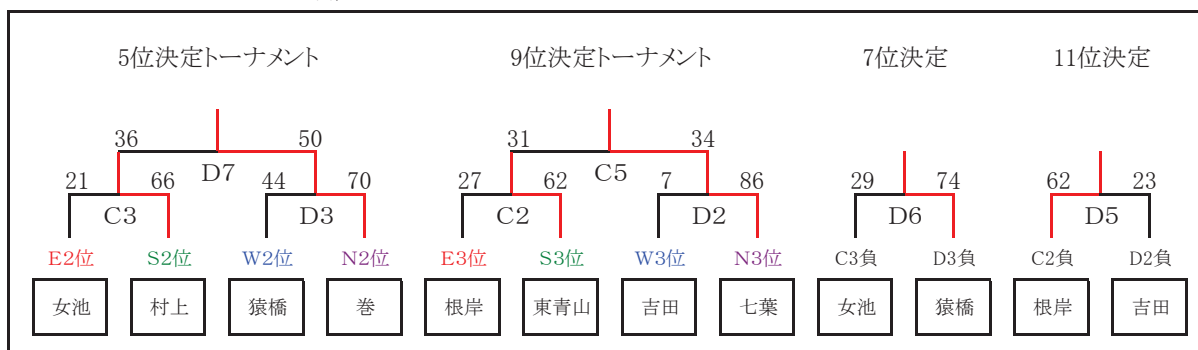 5位決定トーナメント 9位決定トーナメント 7位決定 11位決定
36 50 31 34
D7 C5
21 66 44 70 27 62 7 86 29 74 62 23
C3 D3 C2 D2 D6 D5
E2位 S2位 W2位 N2位 E3位 S3位 W3位 N3位 C3負 D3負 C2負 D2負
女池 村上 猿橋 巻 根岸 東青山 吉田 七葉 女池 猿橋 根岸 吉田